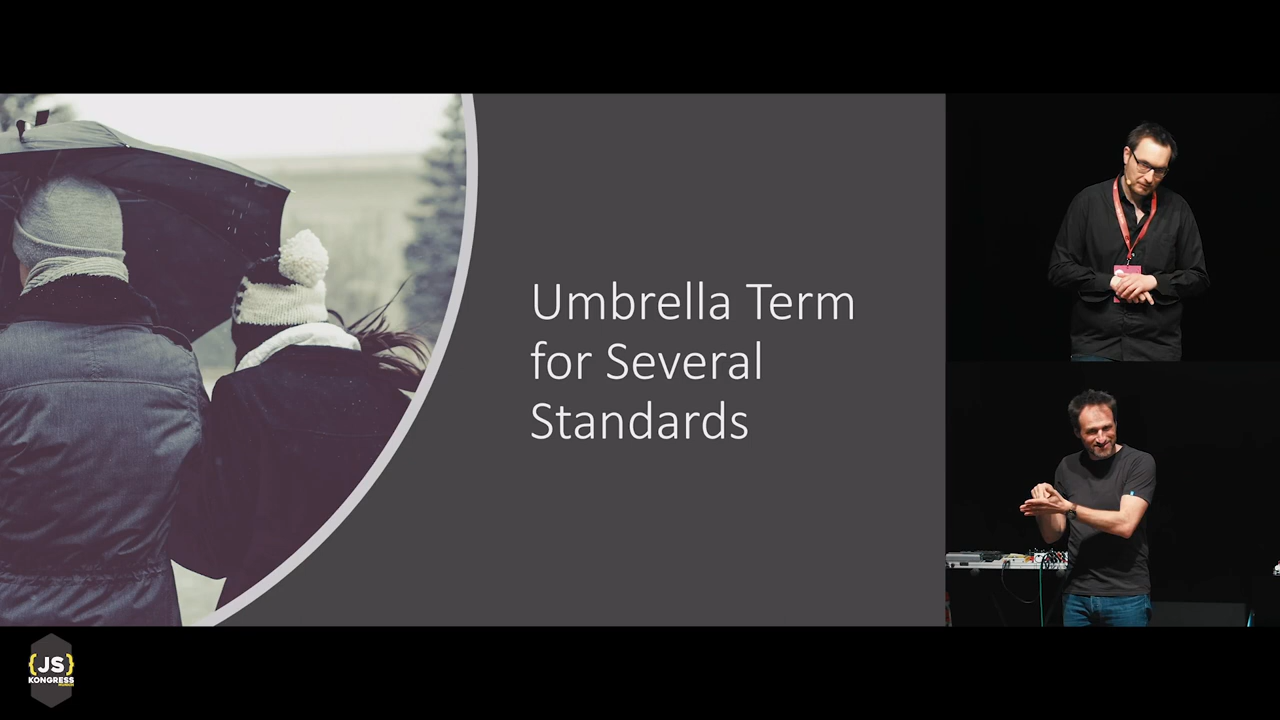 Umbrella Term
for Several
Standards
{JS}
KONGRESS